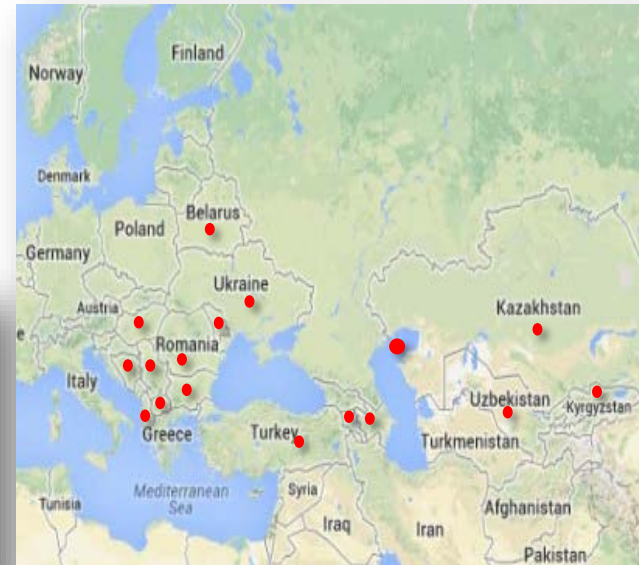 Finland
Norway
Denmark
Belarus
Poland
Germany
Ukraine
Austria
Kazakhstan
e
Romania
Italy
Uzbekistan
Kyrgyzstan
Greece
Turkey
Turkmenistan
Mediterranean
Sea
Syria
Tunisia
Afghanistan
Iraq
Iran
Pakistan